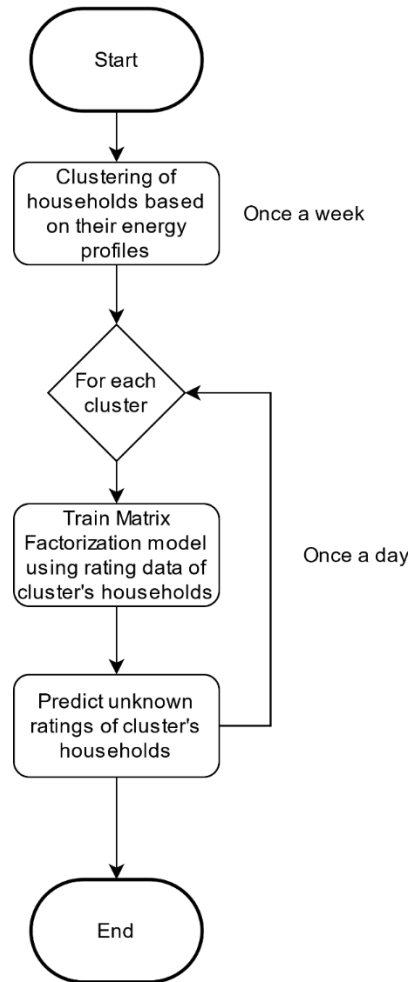 Start
Clustering of
households based
on their energy
profiles
Once a week
For each
cluster
Train Matrix
Factorization model
using rating data of
cluster's households
Once a day
Predict unknown
ratings of cluster's
households
End